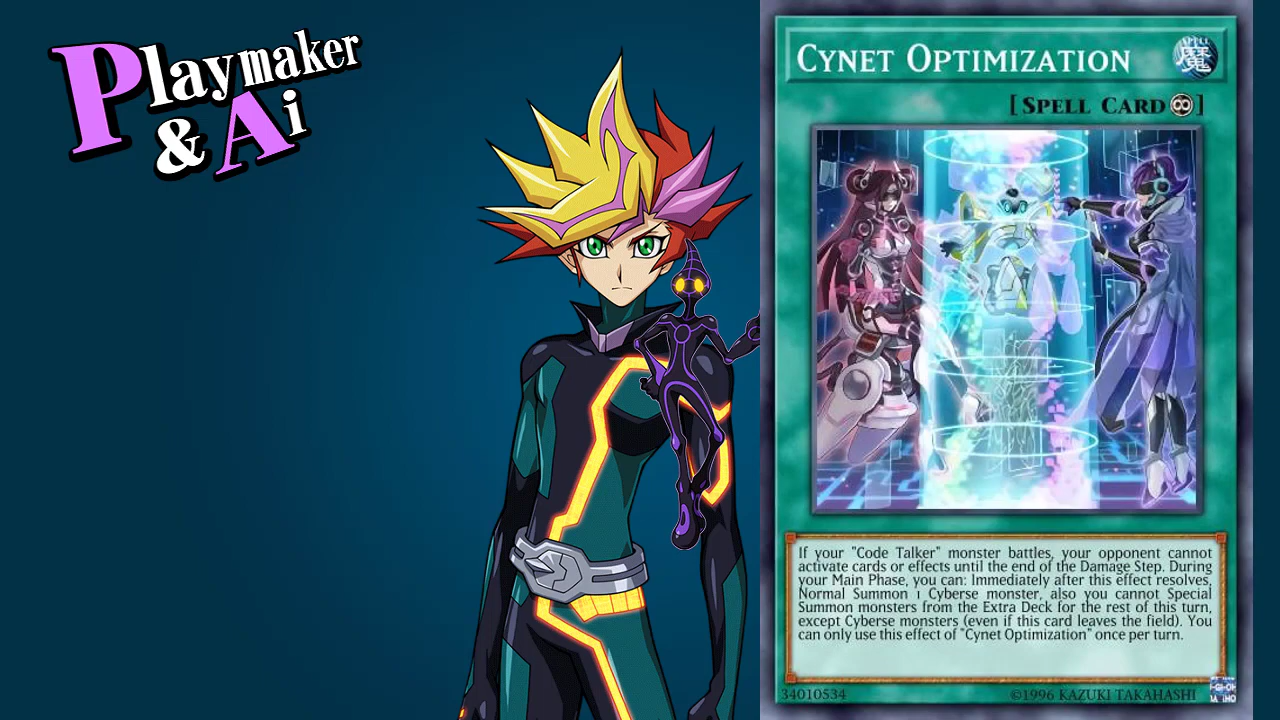 Playmaker
& Ai
CYNET OPTIMIZATION
SPELL
魔
[SPELL CARD∞]
If your "Code Talker" monster battles, your opponent cannot
activate cards or effects until the end of the Damage Step. During
your Main Phase, you can: Immediately after this effect resolves,
Normal Summon 1 Cyberse monster, also you cannot Special
Summon monsters from the Extra Deck for the rest of this turn,
except Cyberse monsters (even if this card leaves the field). You
can only use this effect of "Cynet Optimization" once per turn.
34010534
©1996 KAZUKI TAKAHASHI